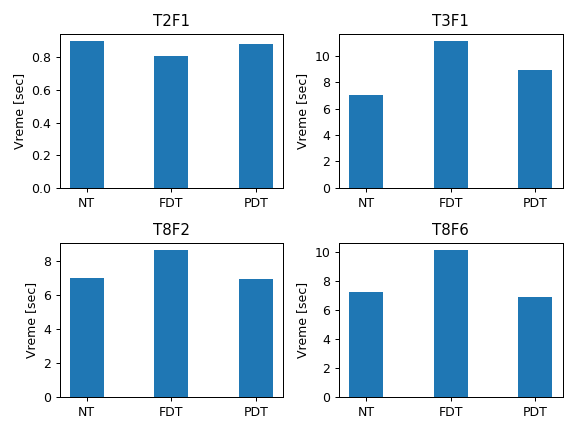 T2F1
Vreme [sec]
0.8
0.6
0.4
0.2
0.0
NT FDT PDT
T3F1
Vreme [sec]
10
8
6
4
2
0
NT FDT PDT
T8F2
Vreme [sec]
8
6
4
2
0
NT FDT PDT
T8F6
Vreme [sec]
10
8
6
4
2
0
NT FDT PDT